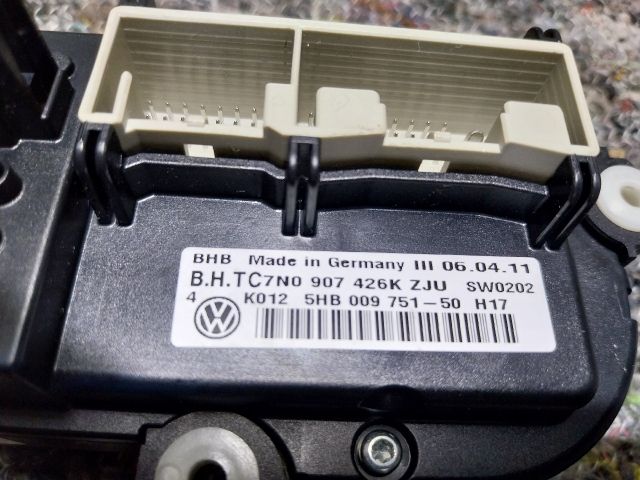 BHB Made in Germany III 06.04.11
B.H.TC7N0 907 426K ZJU SW0202
4 K012 5HB 009 751-50 H17